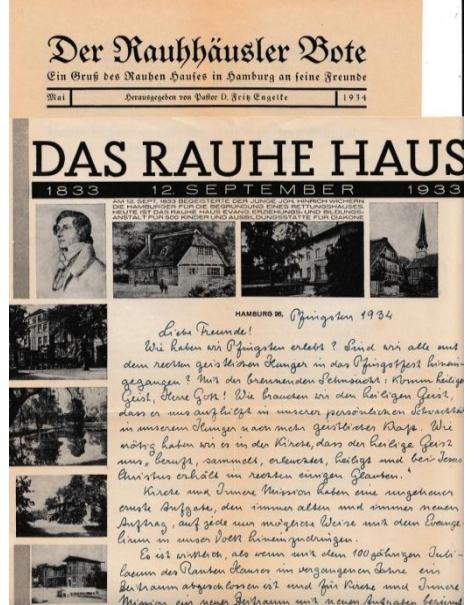 Der Rauhhäusler Bote
Ein Gruß des Rauhen Hauses in Hamburg an seine Freunde
Mai
Herausgegeben von Pastor D. Fritz Engelke
1934
DAS RAUHE HAUS
1833 12. SEPTEMBER 1933
AM 12. SEPT. 1833 BEGEISTERTE DER JUNGE JOH. HINRICH WICHERN
DIE HAMBURGER FÜR DIE BEGRÜNDUNG EINES RETTUNGSHAUSES.
HEUTE IST DAS RAUHE HAUS EVANG. ERZIEHUNGS- UND BILDUNGS-
ANSTALT FÜR 500 KINDER UND AUSBILDUNGSSTÄTTE FÜR DIAKONE
HAMBURG 26, Pfingsten 1934
Liebe Freunde!
Wie haben wir Pfingsten erlebt? Sind wir alle mit
dem rechten geistlichen Hunger in das Pfingstfest hinein-
gegangen? Mit der brennenden Sehnsucht: Komm heiliger
Geist, Herre Gott! Wie brauchen wir den heiligen Geist,
dass er uns aufhilft in unserer persönlichen Schwachheit
in unserem Hunger nach mehr geistlicher Kraft. Wie
nötig haben wir es in der Kirche, dass der heilige Geist
uns „beruft, sammelt, erleuchtet, heiligt und bei Jesus
Christus erhält im rechten einigen Glauben."
Kirche und Innere Mission haben eine ungeheuer
ernste Aufgabe, den immer alten und immer neuen
Auftrag, auf jede nur mögliche Weise mit dem Evange-
lium in unser Volk hineinzudringen.
Es ist wirklich, als wenn mit dem 100jährigen Jubi-
laeum des Rauhen Hauses im vergangenen Jahre ein
Zeitraum abgeschlossen ist und für Kirche und Innere
Mission ein neuer Zeitraum mit neuen Aufgaben